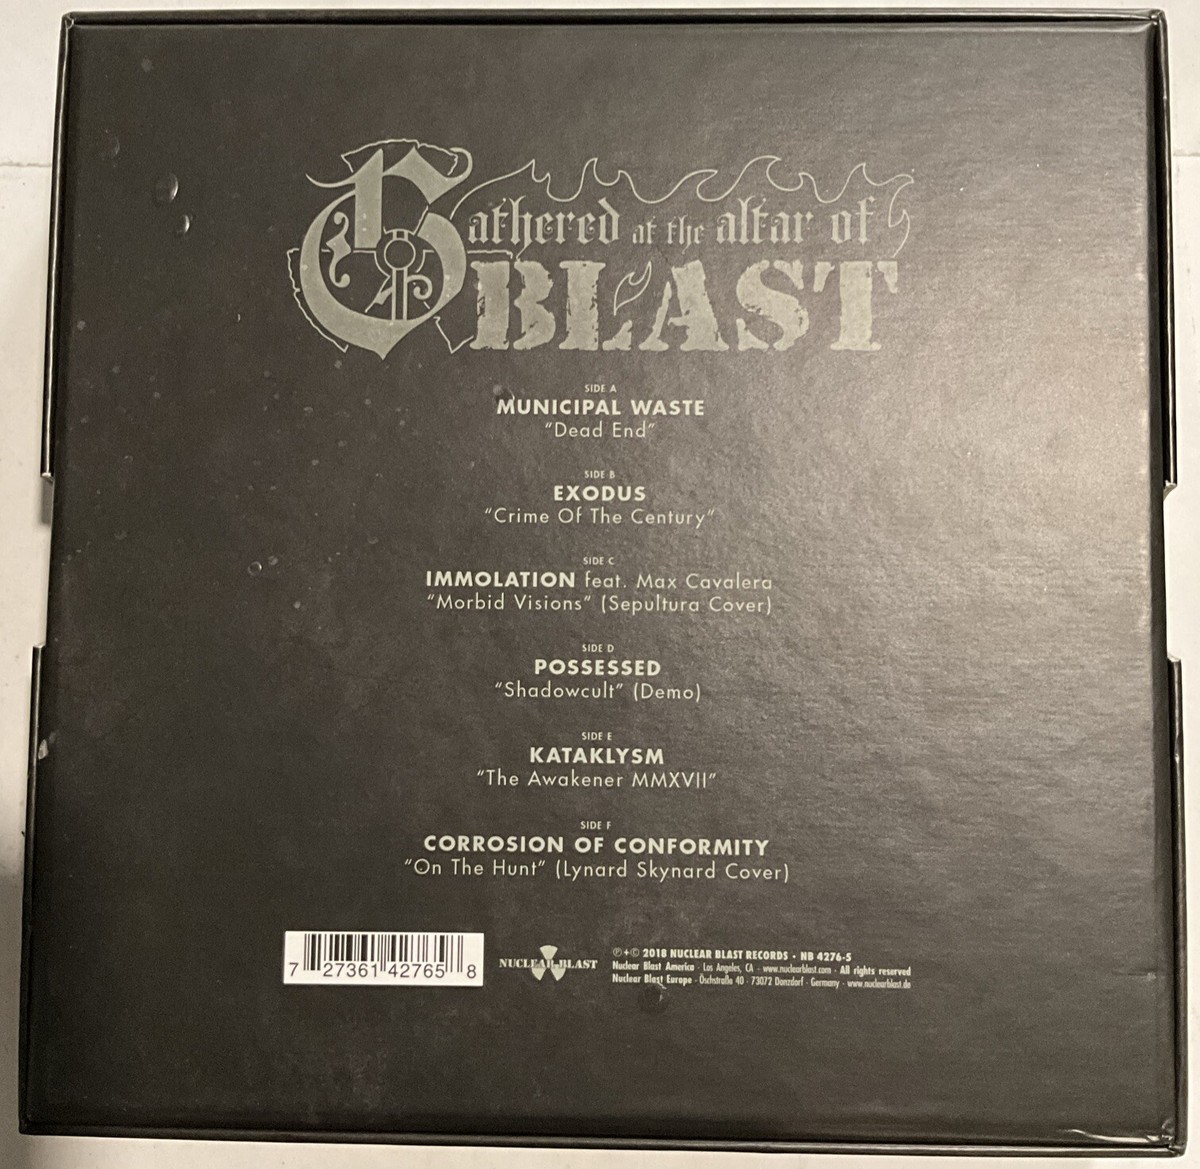 Gathered at the altar of
BLAST
SIDE A
MUNICIPAL WASTE
"Dead End"
SIDE B
EXODUS
"Crime Of The Century"
SIDE C
IMMOLATION feat. Max Cavalera
"Morbid Visions" (Sepultura Cover)
SIDE D
POSSESSED
"Shadowcult" (Demo)
SIDE E
KATAKLYSM
"The Awakener MMXVII"
SIDE F
CORROSION OF CONFORMITY
"On The Hunt" (Lynard Skynard Cover)
7 27361 42765 8
NUCLEAR BLAST
℗+© 2018 NUCLEAR BLAST RECORDS · NB 4276-5
Nuclear Blast America · Los Angeles, CA · www.nuclearblast.com · All rights reserved
Nuclear Blast Europe · Öschstraße 40 · 73072 Donzdorf · Germany · www.nuclearblast.de